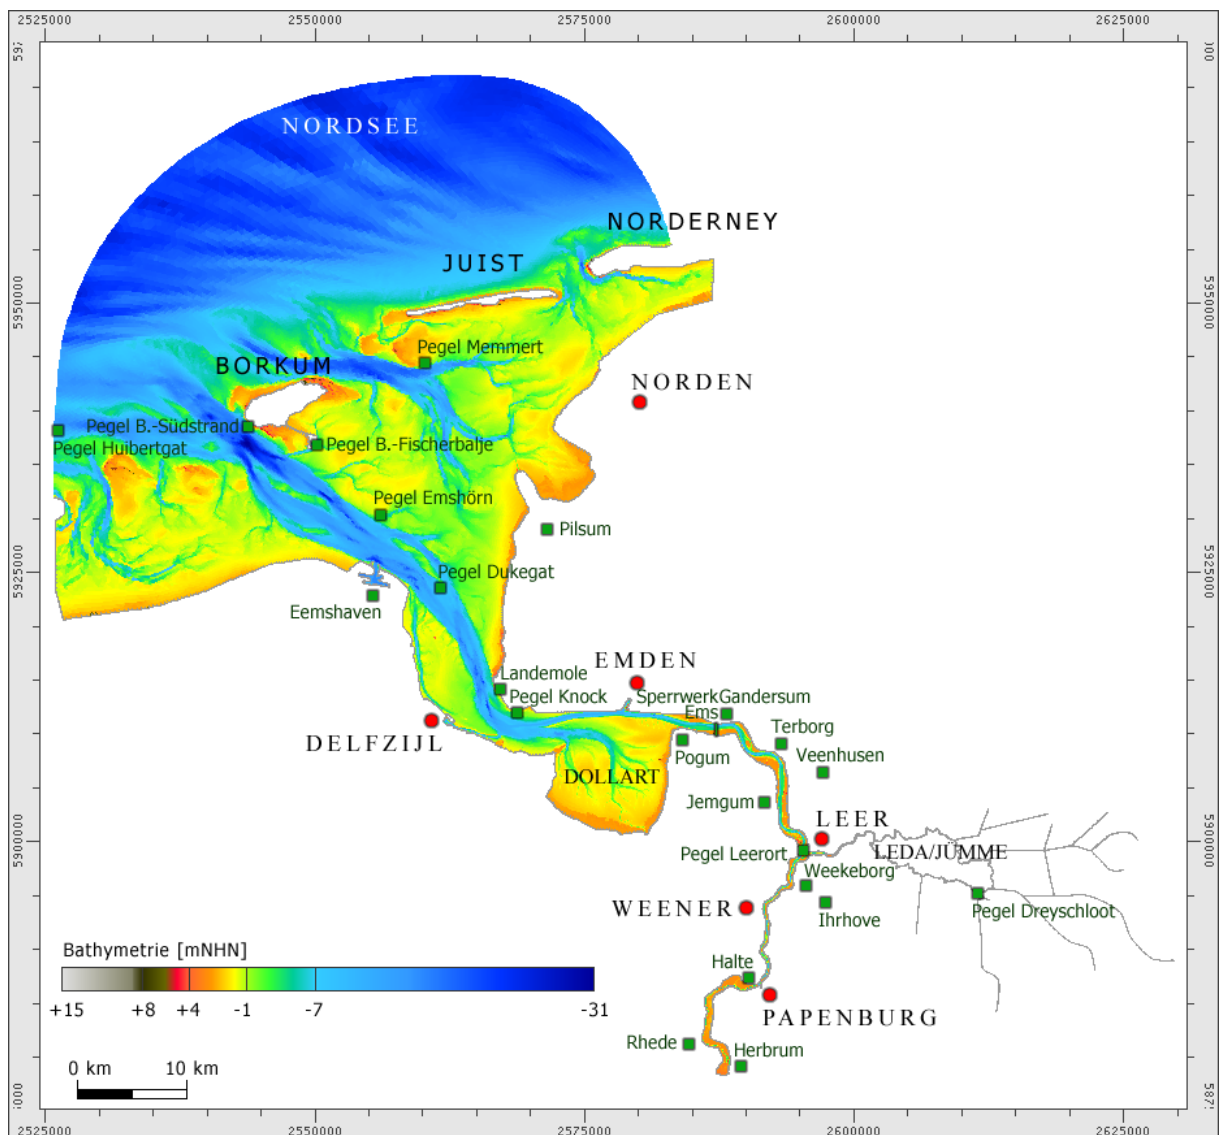 2525000 2550000 2575000 2600000 2625000
NORDSEE
NORDERNEY
JUIST
5950000
5950000
Pegel Memmert
BORKUM
NORDEN
Pegel B.-Südstrand
Pegel Huibertgat
Pegel B.-Fischerbalje
Pegel Emshörn
Pilsum
5925000
5925000
Pegel Dukegat
Eemshaven
EMDEN
Landemole
Pegel Knock
SperrwerkGandersum
Ems
Terborg
DELFZIJL
Pogum
Veenhusen
DOLLART
Jemgum
LEER
5900000
5900000
Pegel Leerort
LEDA/JÜMME
Weekeborg
WEENER
Ihrhove
Pegel Dreyschloot
Bathymetrie [mNHN]
Halte
+15 +8 +4 -1 -7 -31
PAPENBURG
Rhede
Herbrum
0 km 10 km
2525000 2550000 2575000 2600000 2625000